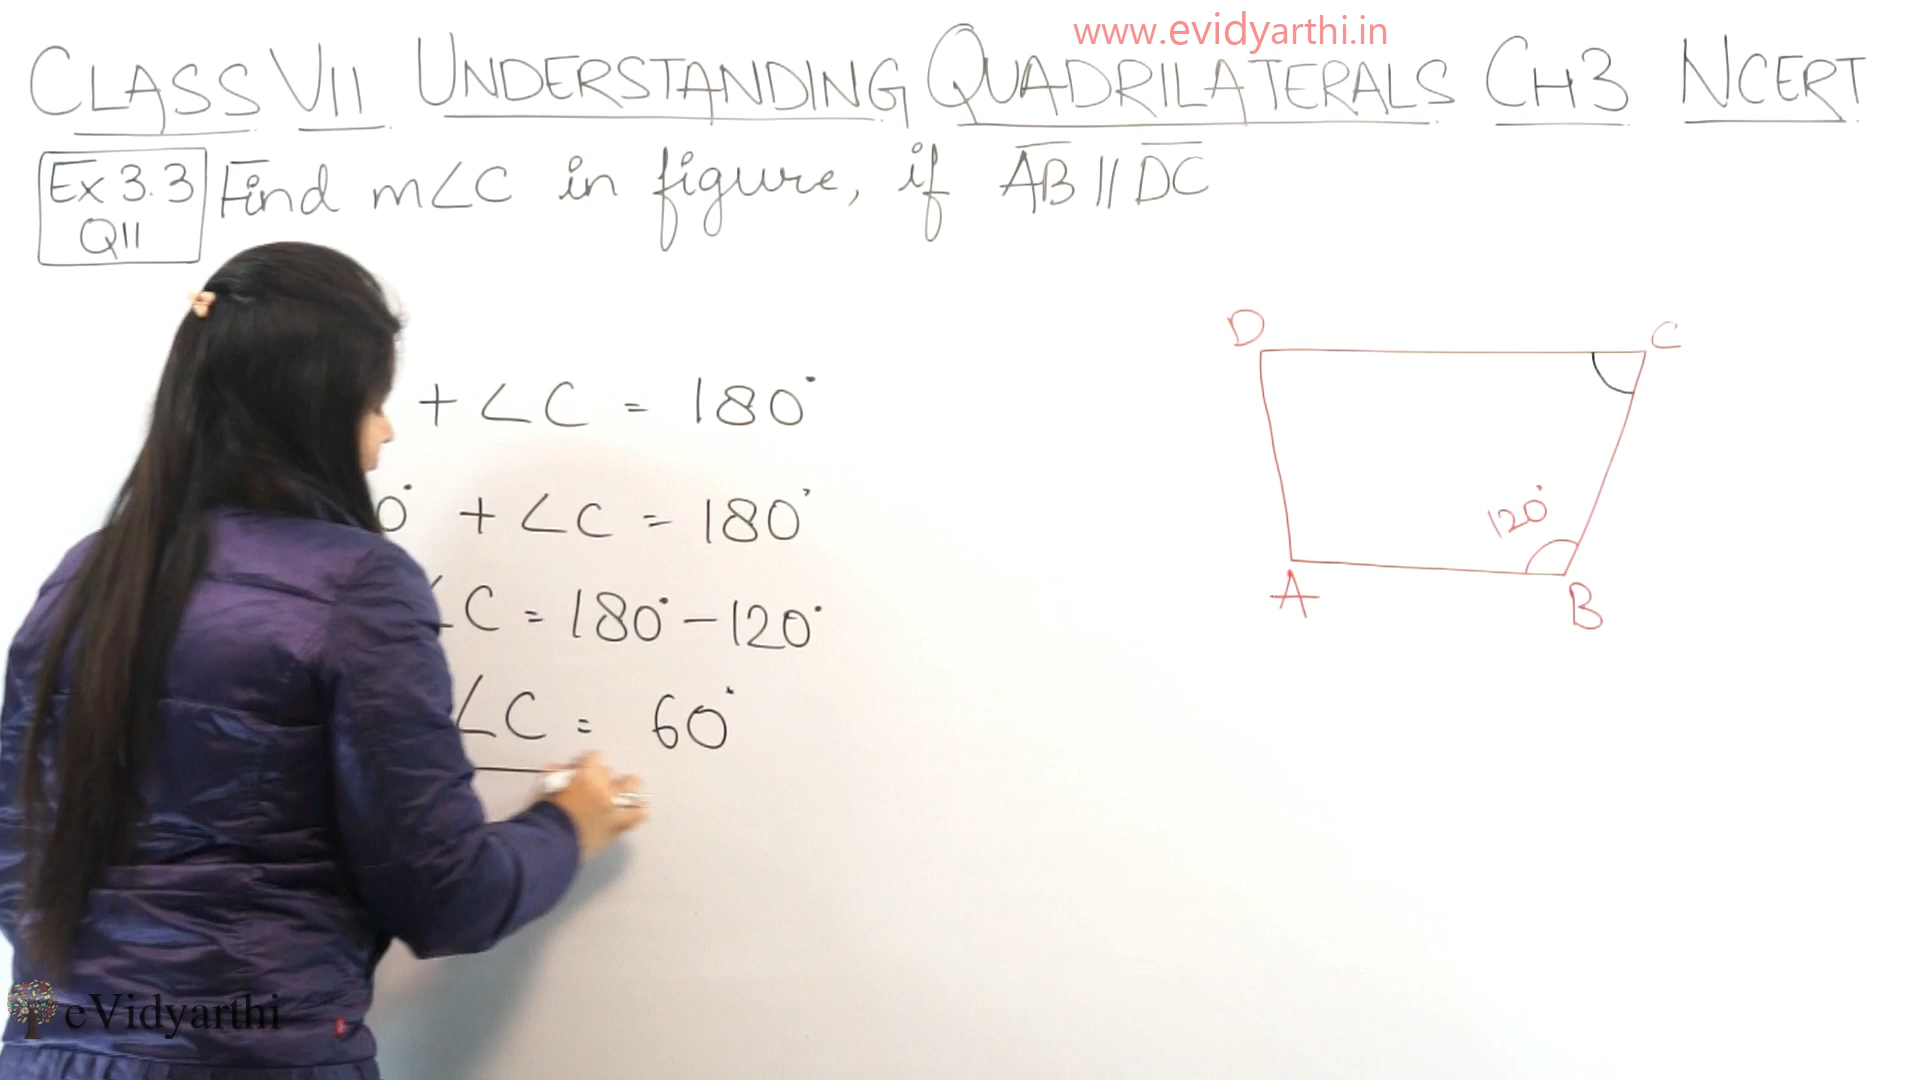 www.evidyarthi.in
CLASS VII UNDERSTANDING QUADRILATERALS CH3 NCERT
Ex 3.3
Q11
Find m∠C in figure, if AB || DC
+ ∠C = 180°
0° + ∠C = 180°
∠C = 180° - 120°
∠C = 60°
D
C
120°
A
B
eVidyarthi